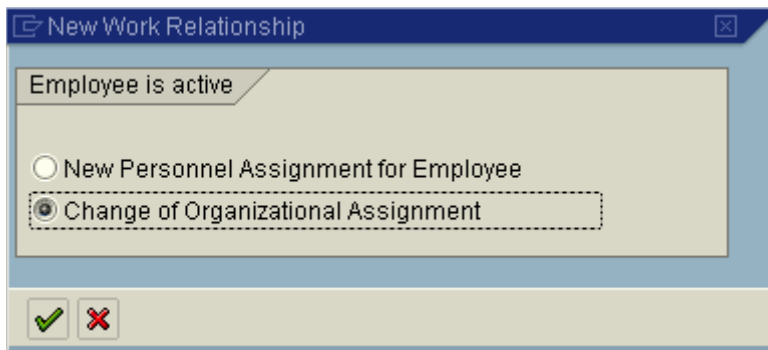 New Work Relationship
Employee is active
New Personnel Assignment for Employee
Change of Organizational Assignment